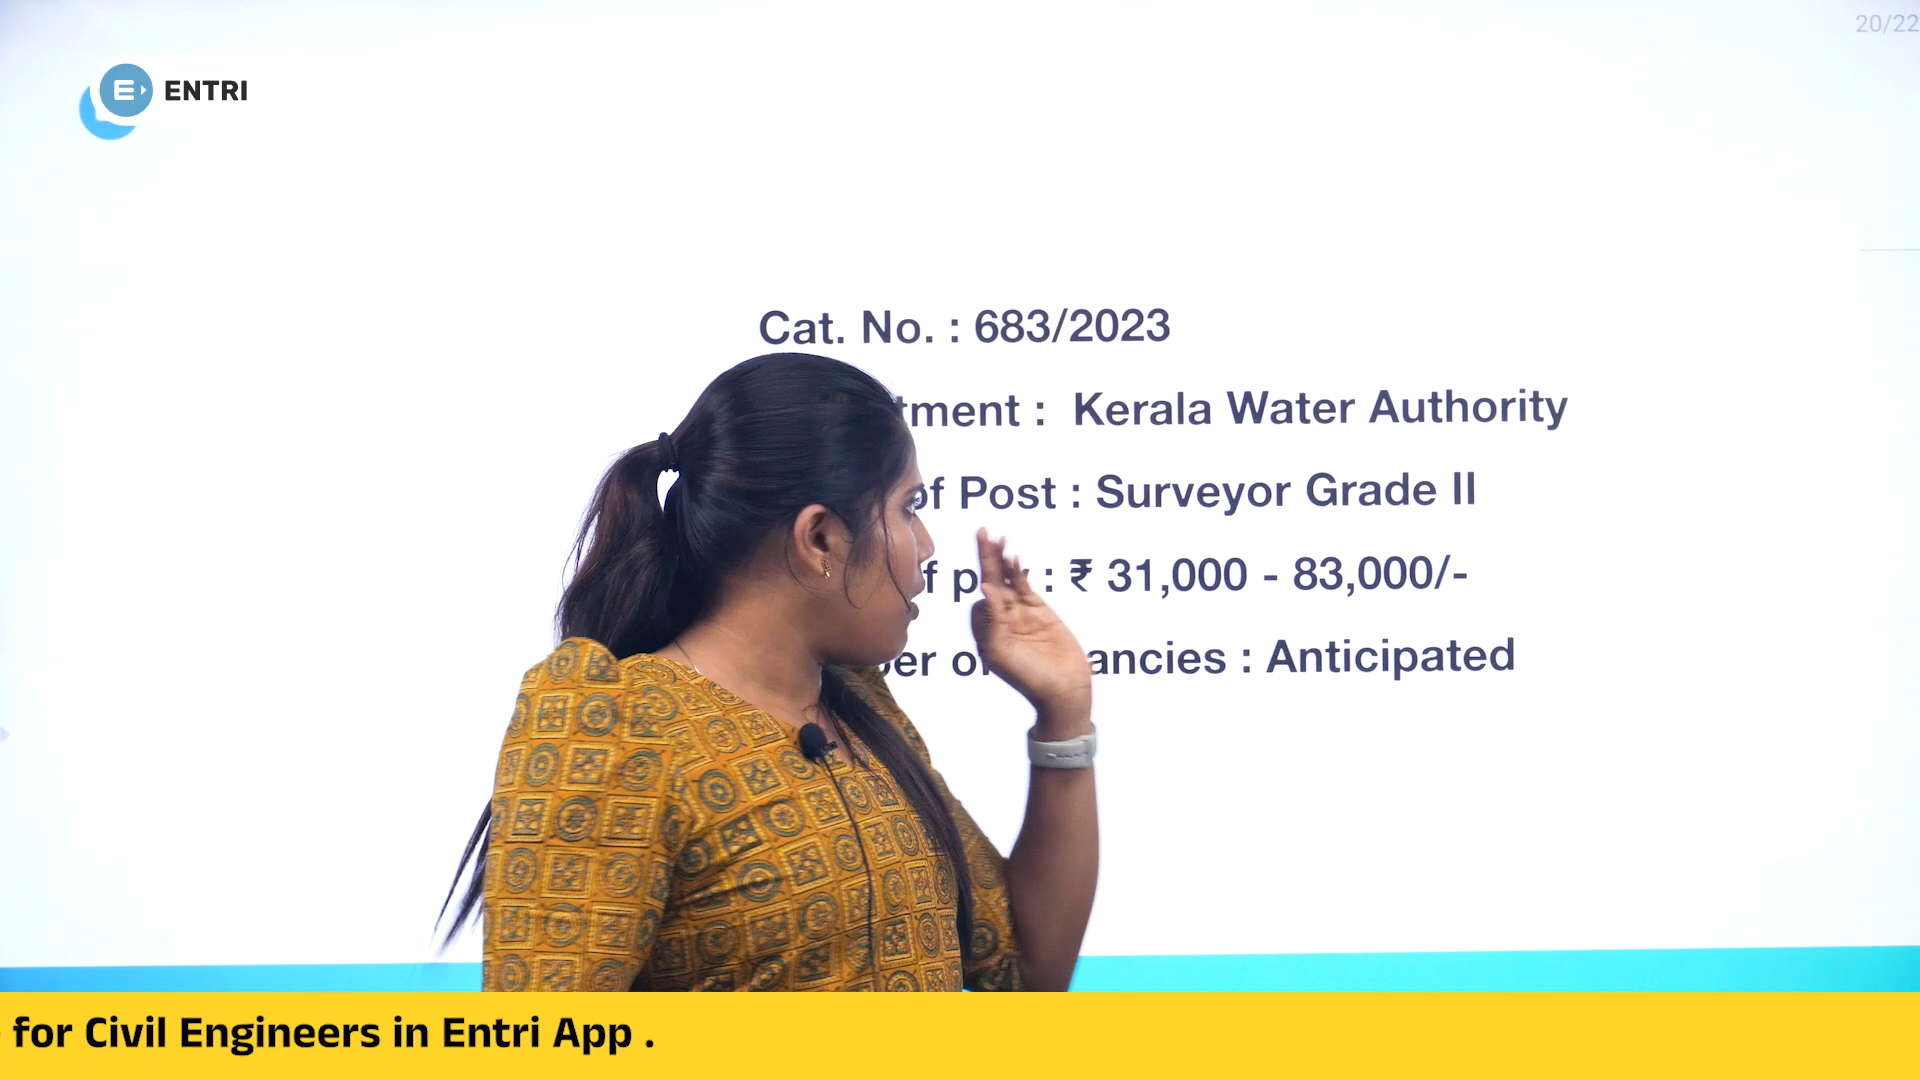 20/22
ENTRI
Cat. No. : 683/2023
tment : Kerala Water Authority
of Post : Surveyor Grade II
: ₹ 31,000 - 83,000/-
ancies : Anticipated
for Civil Engineers in Entri App .